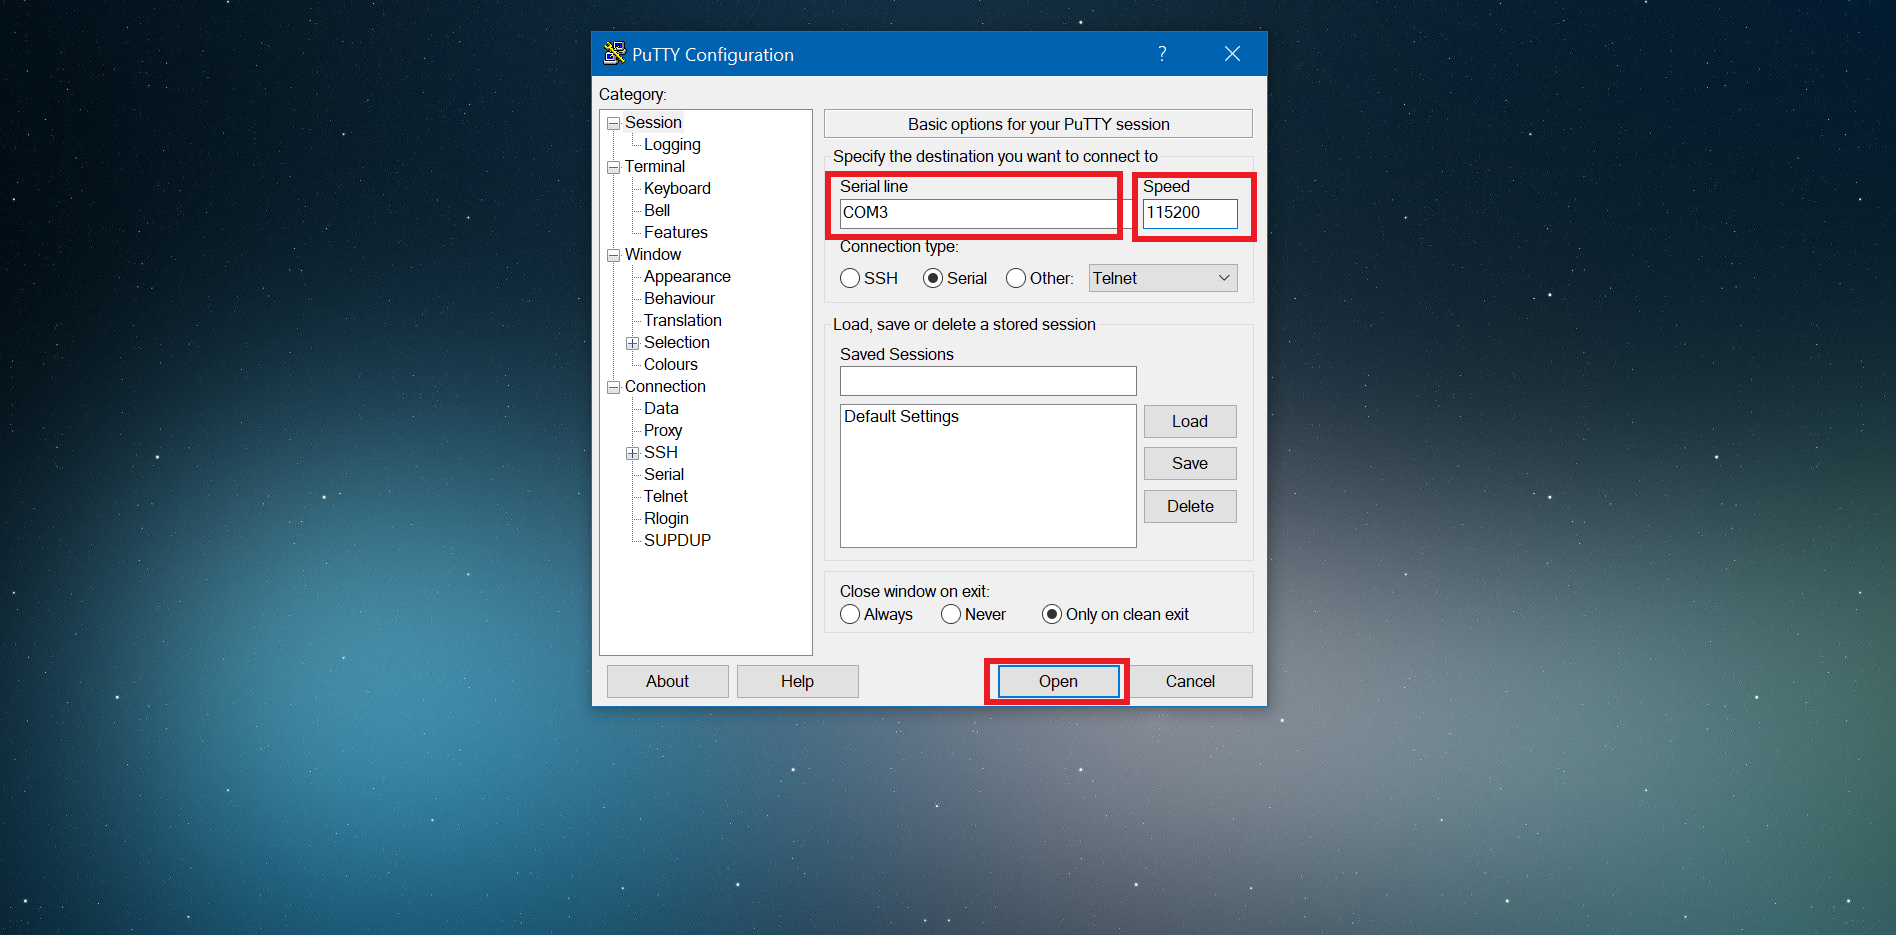 PuTTY Configuration
?
Category:
Session
Logging
Terminal
Keyboard
Bell
Features
Window
Appearance
Behaviour
Translation
Selection
Colours
Connection
Data
Proxy
SSH
Serial
Telnet
Rlogin
SUPDUP
Basic options for your PuTTY session
Specify the destination you want to connect to
Serial line Speed
COM3 115200
Connection type:
SSH Serial Other: Telnet
Load, save or delete a stored session
Saved Sessions
Default Settings
Load
Save
Delete
Close window on exit:
Always Never Only on clean exit
About Help Open Cancel